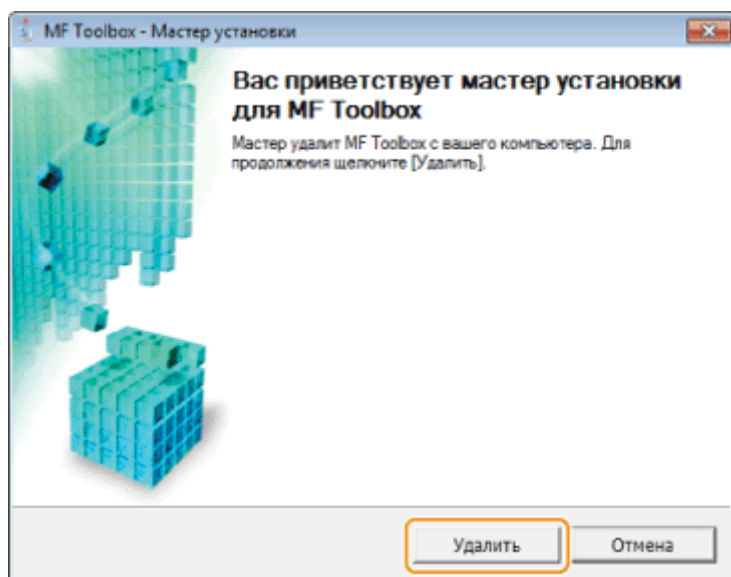 MF Toolbox - Мастер установки
Вас приветствует мастер установки
для MF Toolbox
Мастер удалит MF Toolbox с вашего компьютера. Для
продолжения щелкните [Удалить].
Удалить
Отмена